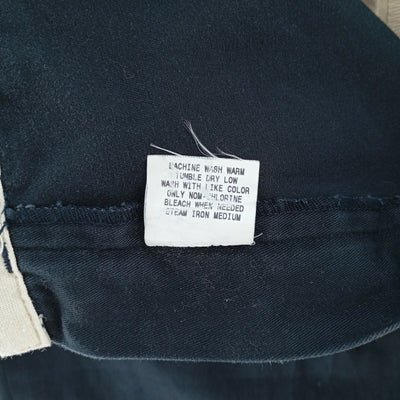 MACHINE WASH WARM
TUMBLE DRY LOW
WASH WITH LIKE COLOR
ONLY NON-CHLORINE
BLEACH WHEN NEEDED
STEAM IRON MEDIUM